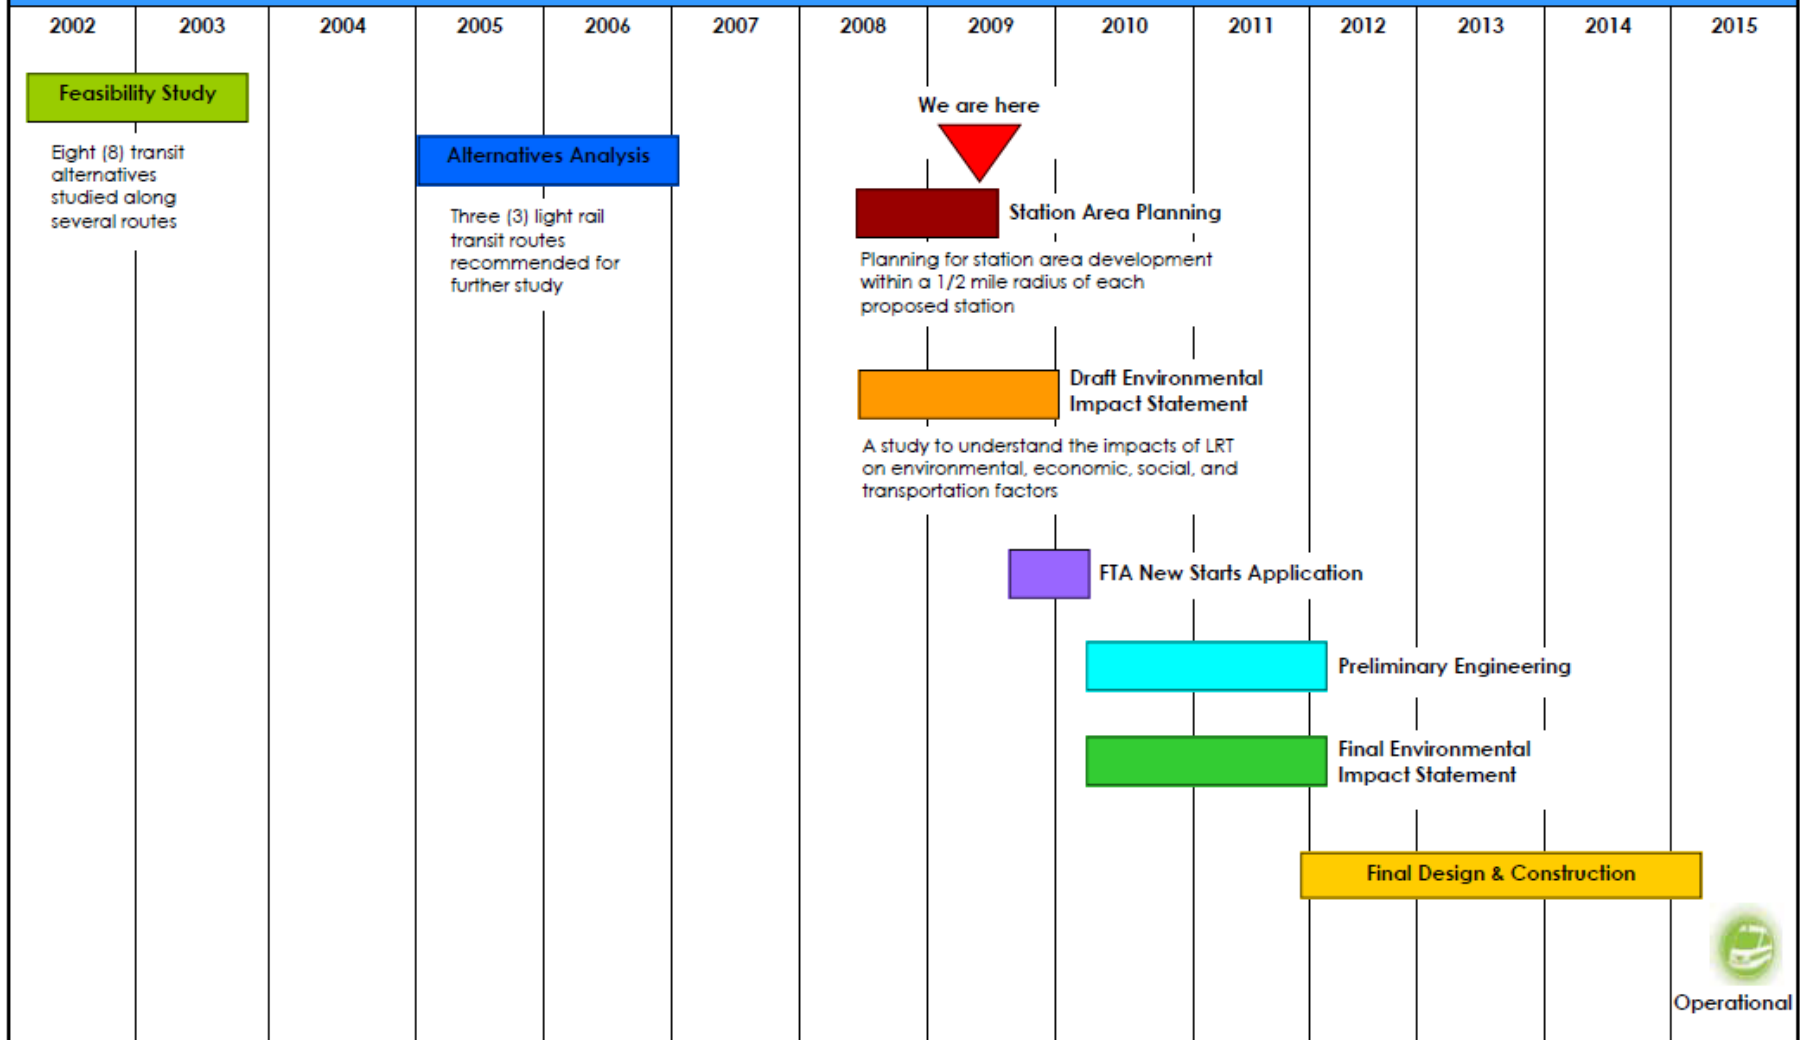 2002 2003 2004 2005 2006 2007 2008 2009 2010 2011 2012 2013 2014 2015
Feasibility Study
Eight (8) transit
alternatives
studied along
several routes
Alternatives Analysis
Three (3) light rail
transit routes
recommended for
further study
We are here
Station Area Planning
Planning for station area development
within a 1/2 mile radius of each
proposed station
Draft Environmental
Impact Statement
A study to understand the impacts of LRT
on environmental, economic, social, and
transportation factors
FTA New Starts Application
Preliminary Engineering
Final Environmental
Impact Statement
Final Design & Construction
Operational